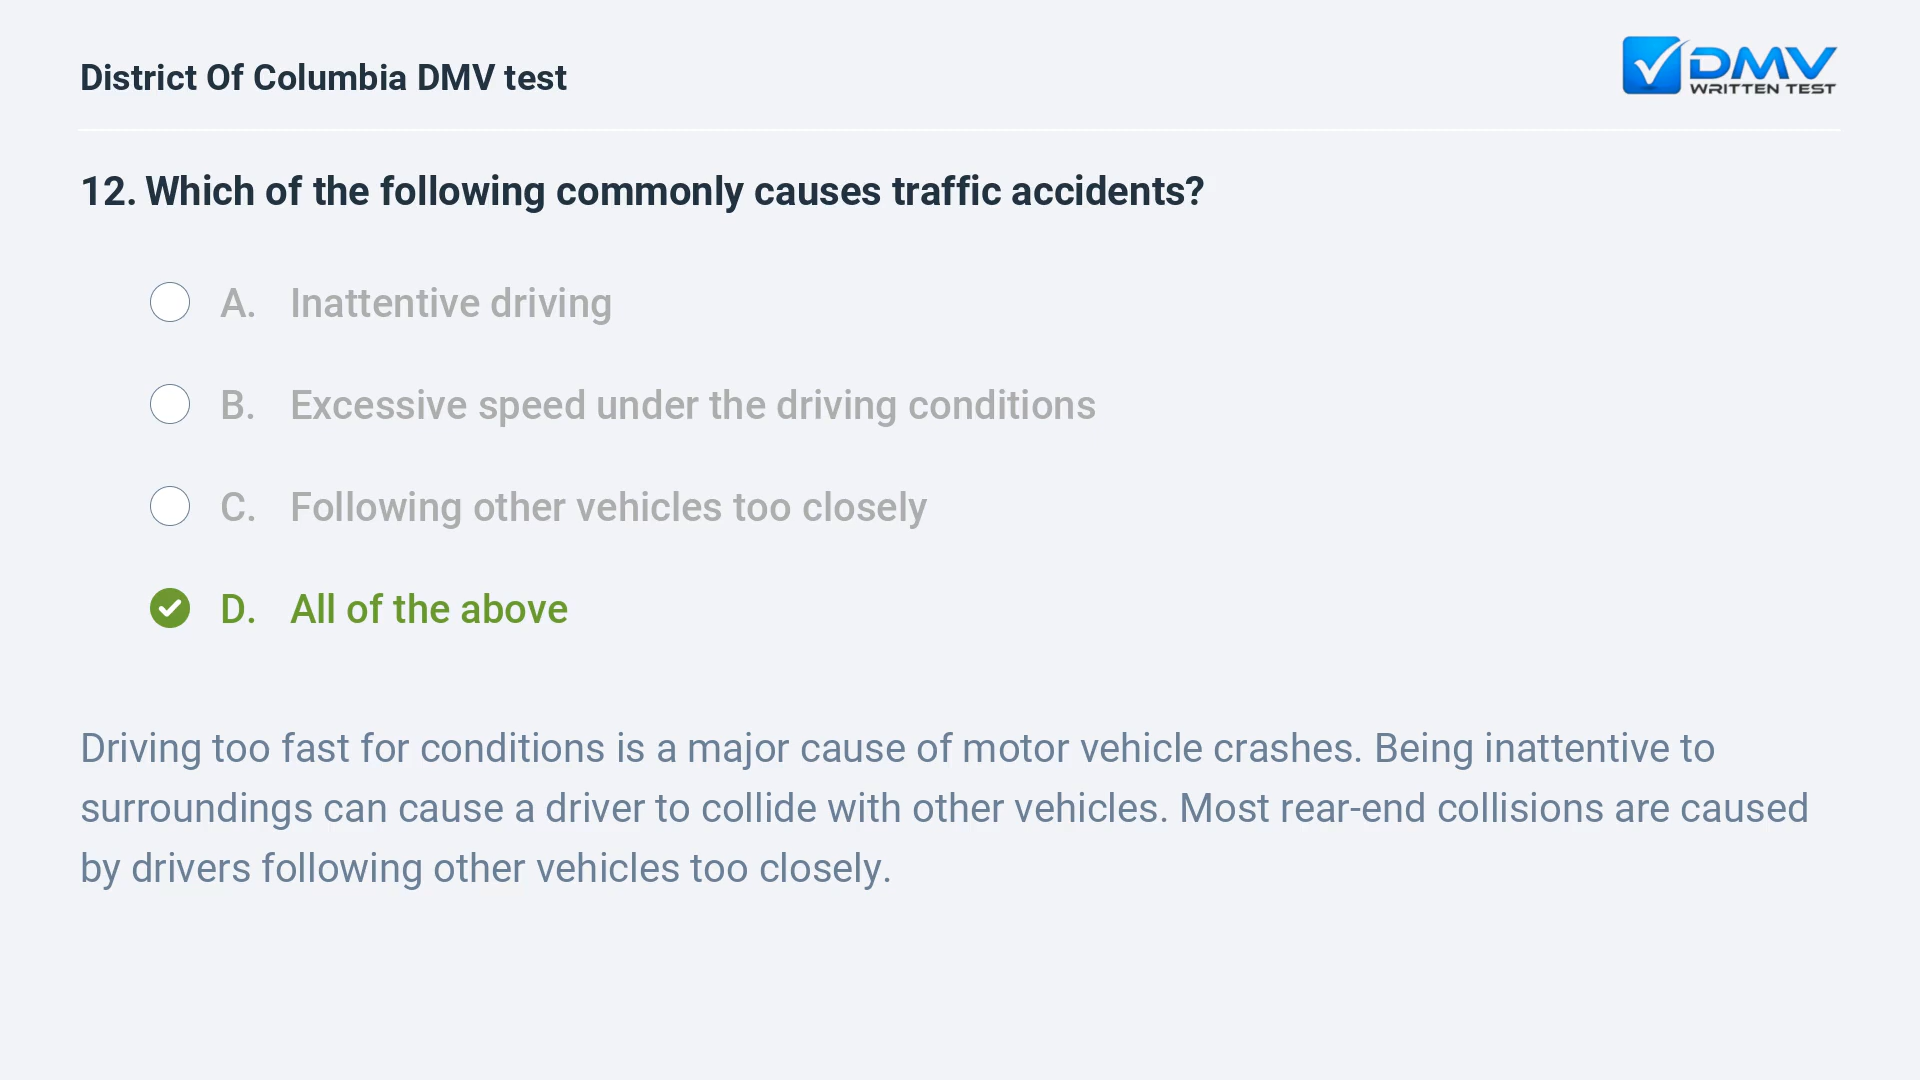 District Of Columbia DMV test
DMV
WRITTEN TEST
12. Which of the following commonly causes traffic accidents?
A. Inattentive driving
B. Excessive speed under the driving conditions
C. Following other vehicles too closely
D. All of the above
Driving too fast for conditions is a major cause of motor vehicle crashes. Being inattentive to
surroundings can cause a driver to collide with other vehicles. Most rear-end collisions are caused
by drivers following other vehicles too closely.